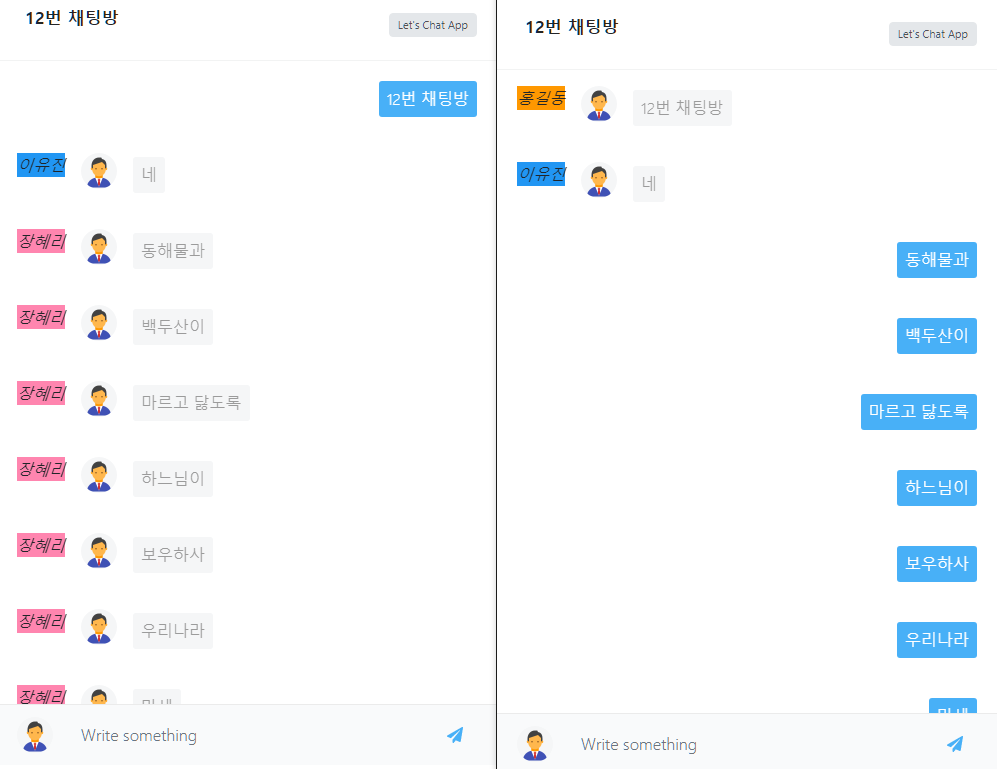 12번 채팅방
Let's Chat App
12번 채팅방
이유진
네
장혜리
동해물과
장혜리
백두산이
장혜리
마르고 닳도록
장혜리
하느님이
장혜리
보우하사
장혜리
우리나라
장혜리
Write something
12번 채팅방
Let's Chat App
홍길동
12번 채팅방
이유진
네
동해물과
백두산이
마르고 닳도록
하느님이
보우하사
우리나라
Write something